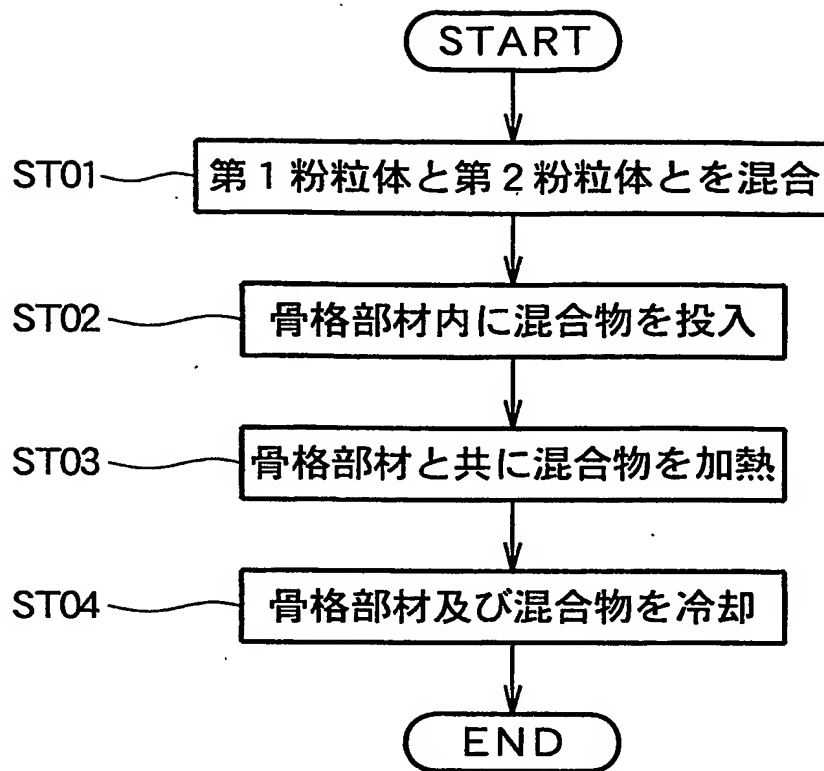 START
ST01 第1粉粒体と第2粉粒体とを混合
ST02 骨格部材内に混合物を投入
ST03 骨格部材と共に混合物を加熱
ST04 骨格部材及び混合物を冷却
END